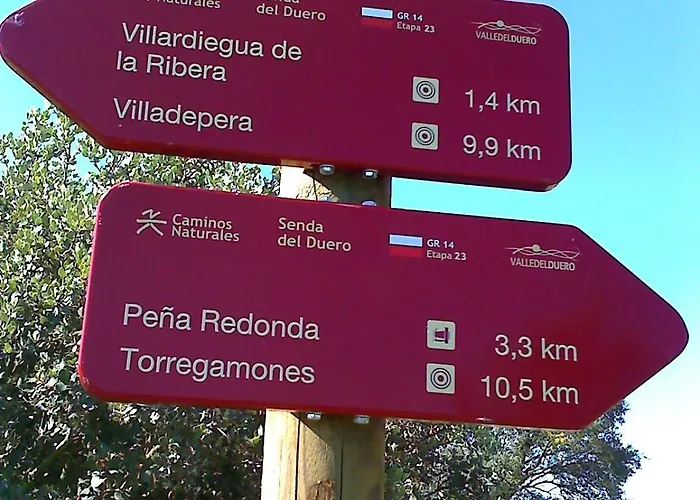 Naturales
Senda
del Duero
GR 14
Etapa 23
VALLEDELDUERO
Villardiegua de
la Ribera
1,4 km
Villadepera
9,9 km
Caminos
Naturales
Senda
del Duero
GR 14
Etapa 23
VALLEDELDUERO
Peña Redonda
3,3 km
Torregamones
10,5 km